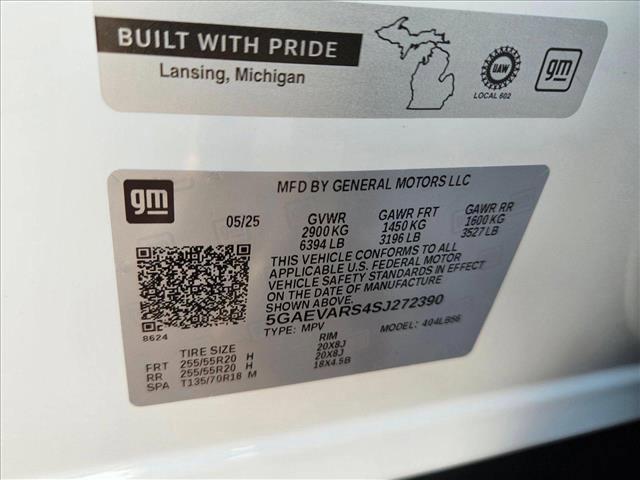 BUILT WITH PRIDE
Lansing, Michigan
UAW
LOCAL 602
gm
gm
MFD BY GENERAL MOTORS LLC
05/25 GVWR GAWR FRT GAWR RR
2900 KG 1450 KG 1600 KG
6394 LB 3196 LB 3527 LB
THIS VEHICLE CONFORMS TO ALL
APPLICABLE U.S. FEDERAL MOTOR
VEHICLE SAFETY STANDARDS IN EFFECT
ON THE DATE OF MANUFACTURE
SHOWN ABOVE.
5GAEVARS4SJ272390
TYPE: MPV MODEL: 404LBS6
8624
TIRE SIZE RIM
FRT 255/55R20 H 20X8J
RR 255/55R20 H 20X8J
SPA T135/70R18 M 18X4.5B